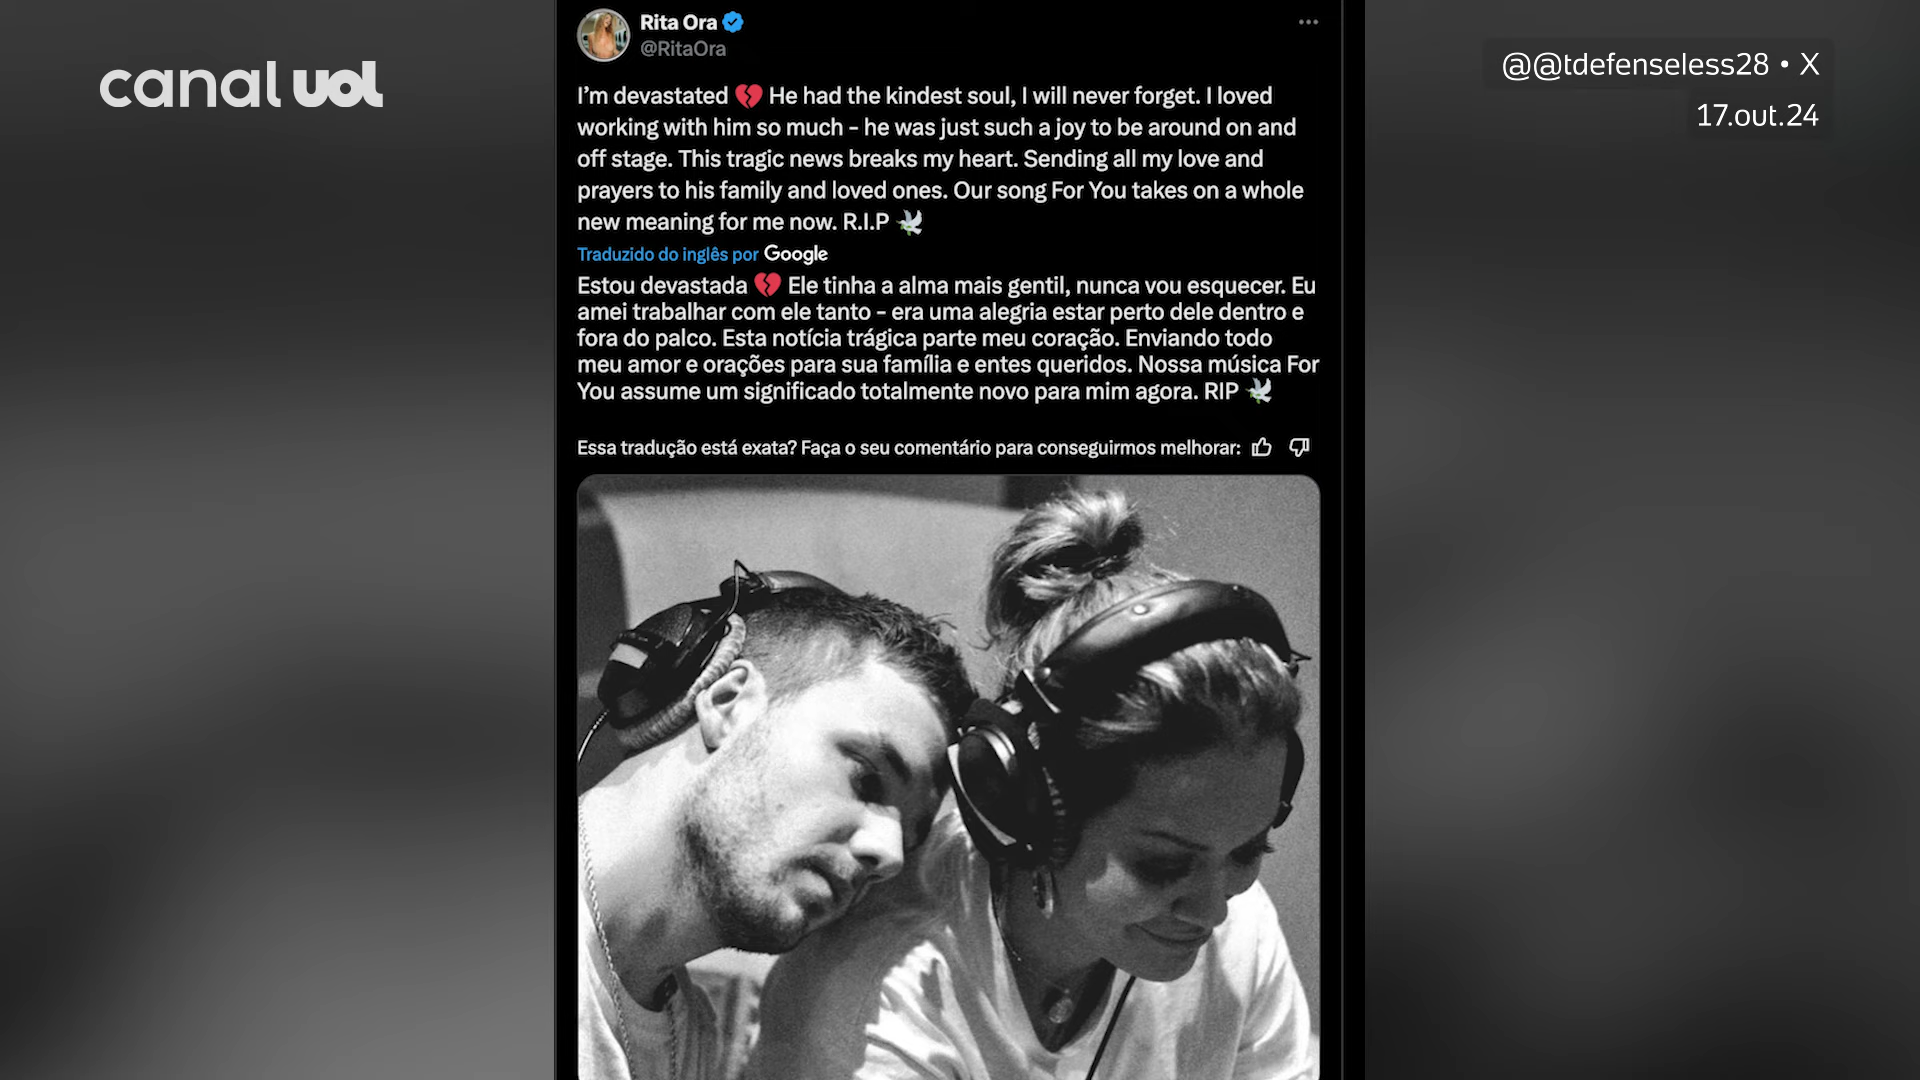 canal uol
@@tdefenseless28 • X
17.out.24
Rita Ora
@RitaOra
I'm devastated 💔 He had the kindest soul, I will never forget. I loved
working with him so much - he was just such a joy to be around on and
off stage. This tragic news breaks my heart. Sending all my love and
prayers to his family and loved ones. Our song For You takes on a whole
new meaning for me now. R.I.P 🕊️
Traduzido do inglês por Google
Estou devastada 💔 Ele tinha a alma mais gentil, nunca vou esquecer. Eu
amei trabalhar com ele tanto - era uma alegria estar perto dele dentro e
fora do palco. Esta notícia trágica parte meu coração. Enviando todo
meu amor e orações para sua família e entes queridos. Nossa música For
You assume um significado totalmente novo para mim agora. RIP 🕊️
Essa tradução está exata? Faça o seu comentário para conseguirmos melhorar: